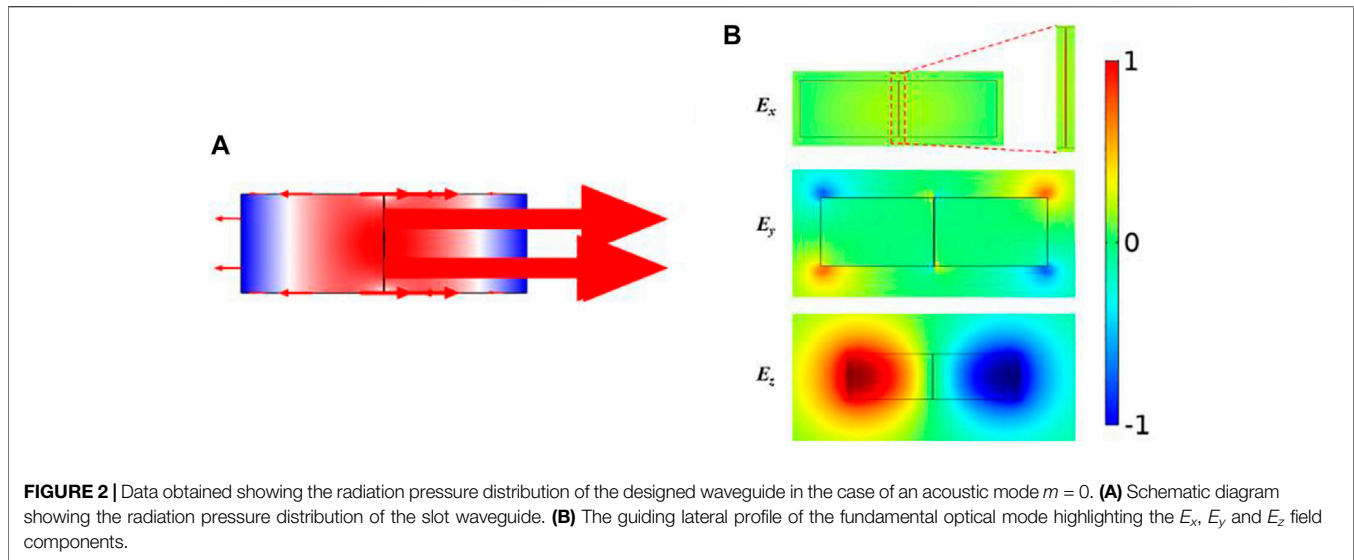 A
B
Ex
Ey
Ez
1
0
-1
FIGURE 2 | Data obtained showing the radiation pressure distribution of the designed waveguide in the case of an acoustic mode m = 0. (A) Schematic diagram
showing the radiation pressure distribution of the slot waveguide. (B) The guiding lateral profile of the fundamental optical mode highlighting the Ex, Ey and Ez field
components.